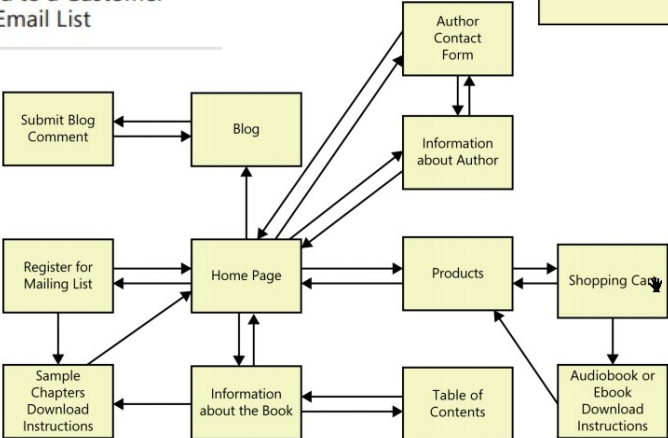 Email List
Author
Contact
Form
Submit Blog
Comment
Blog
Information
about Author
Register for
Mailing List
Home Page
Products
Shopping
Sample
Chapters
Download
Instructions
Information
about the Book
Table of
Contents
Audiobook or
Ebook
Download
Instructions